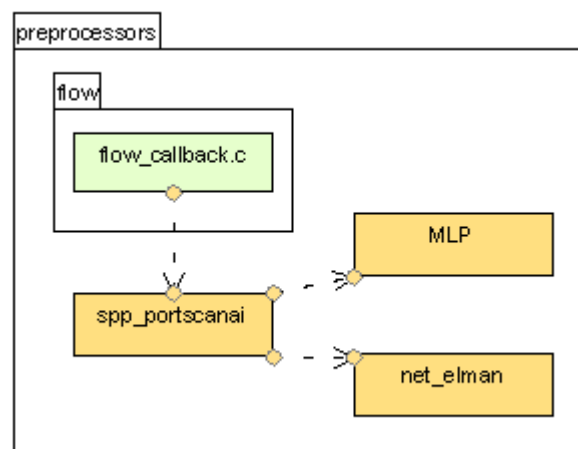 preprocessors
flow
flow_callback.c
MLP
spp_portscanai
net_elman